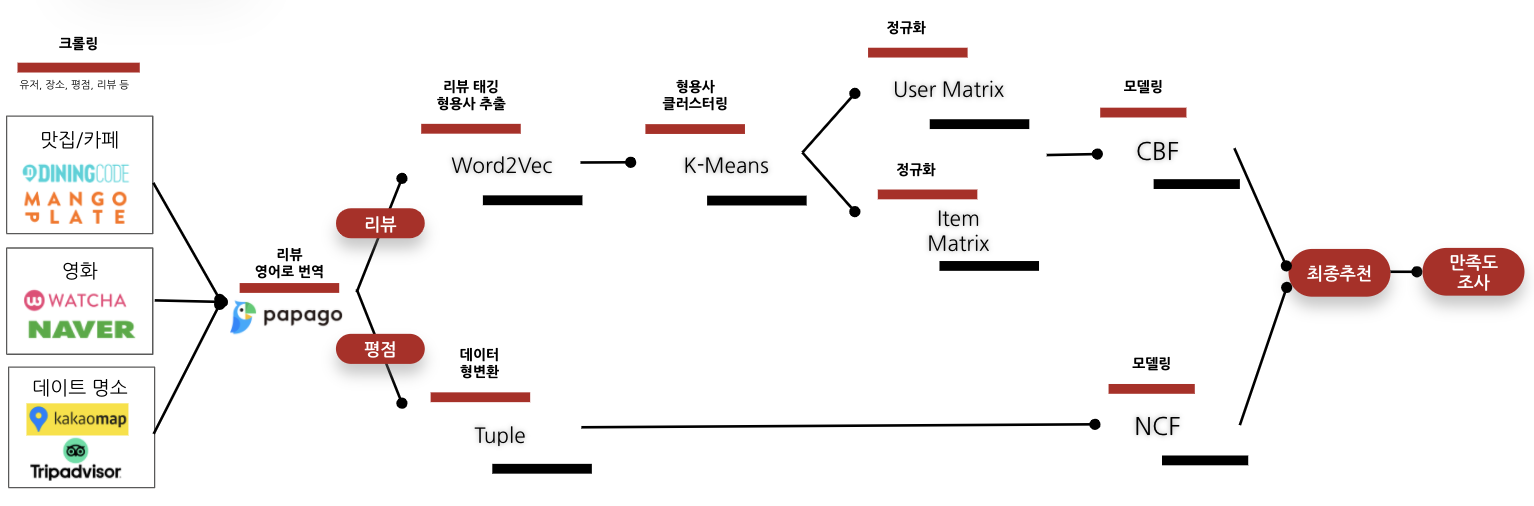 크롤링
유저, 장소, 평점, 리뷰 등
맛집/카페
DININGCODE
MANGO
PLATE
영화
WATCHA
NAVER
데이트 명소
kakaomap
Tripadvisor
리뷰
영어로 번역
papago
리뷰
평점
리뷰 태깅
형용사 추출
Word2Vec
데이터
형변환
Tuple
형용사
클러스터링
K-Means
정규화
User Matrix
정규화
Item
Matrix
모델링
CBF
모델링
NCF
최종추천
만족도
조사